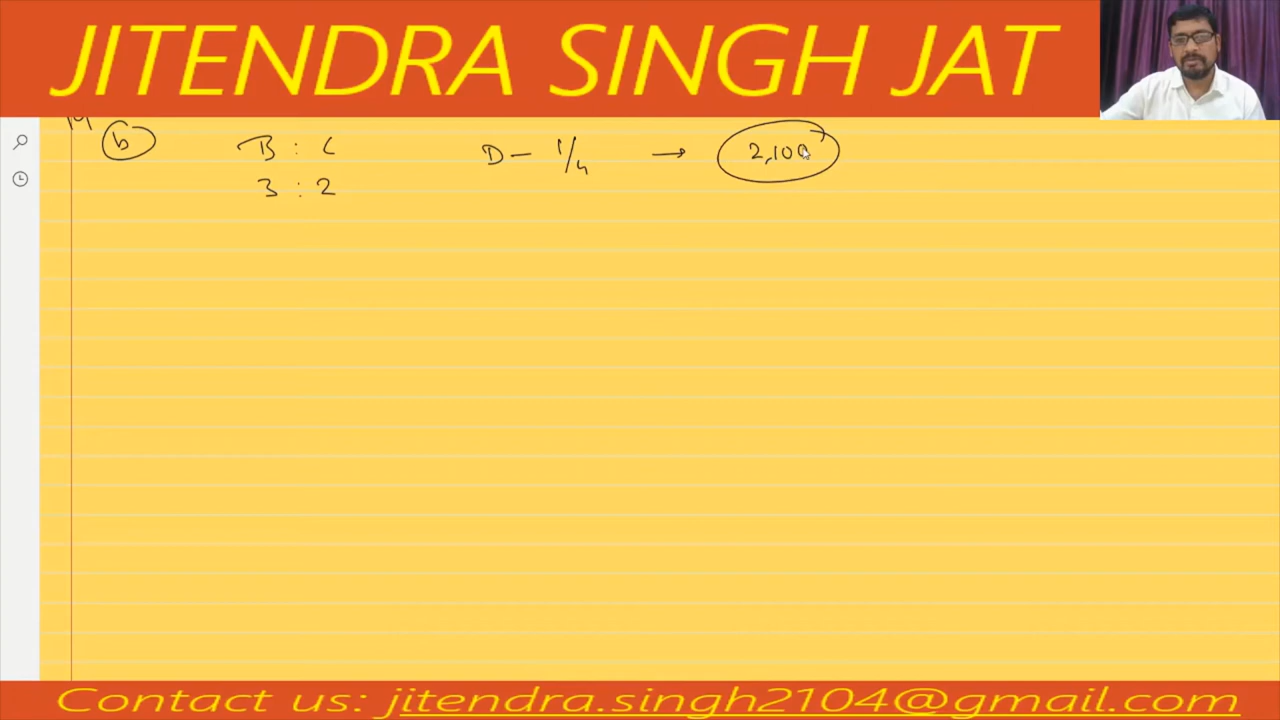 JITENDRA SINGH JAT
b B : C D — 1/4 → 2,100
3 : 2
Contact us: jitendra.singh2104@gmail.com